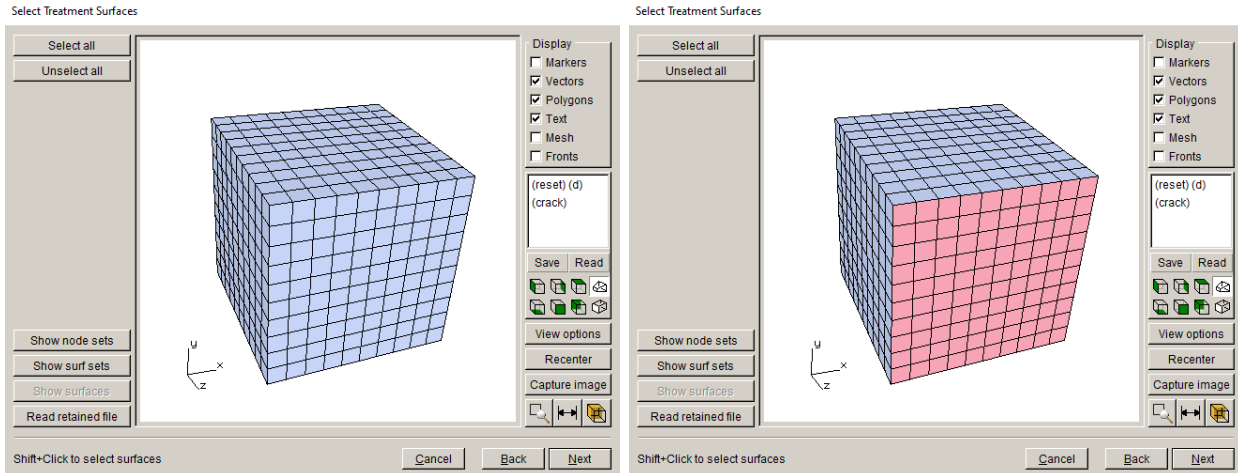 Select Treatment Surfaces
Select all
Unselect all
Show node sets
Show surf sets
Show surfaces
Read retained file
y
x
z
Display
Markers
Vectors
Polygons
Text
Mesh
Fronts
(reset) (d)
(crack)
Save Read
View options
Recenter
Capture image
Shift+Click to select surfaces
Cancel Back Next
Select Treatment Surfaces
Select all
Unselect all
Show node sets
Show surf sets
Show surfaces
Read retained file
y
x
z
Display
Markers
Vectors
Polygons
Text
Mesh
Fronts
(reset) (d)
(crack)
Save Read
View options
Recenter
Capture image
Shift+Click to select surfaces
Cancel Back Next